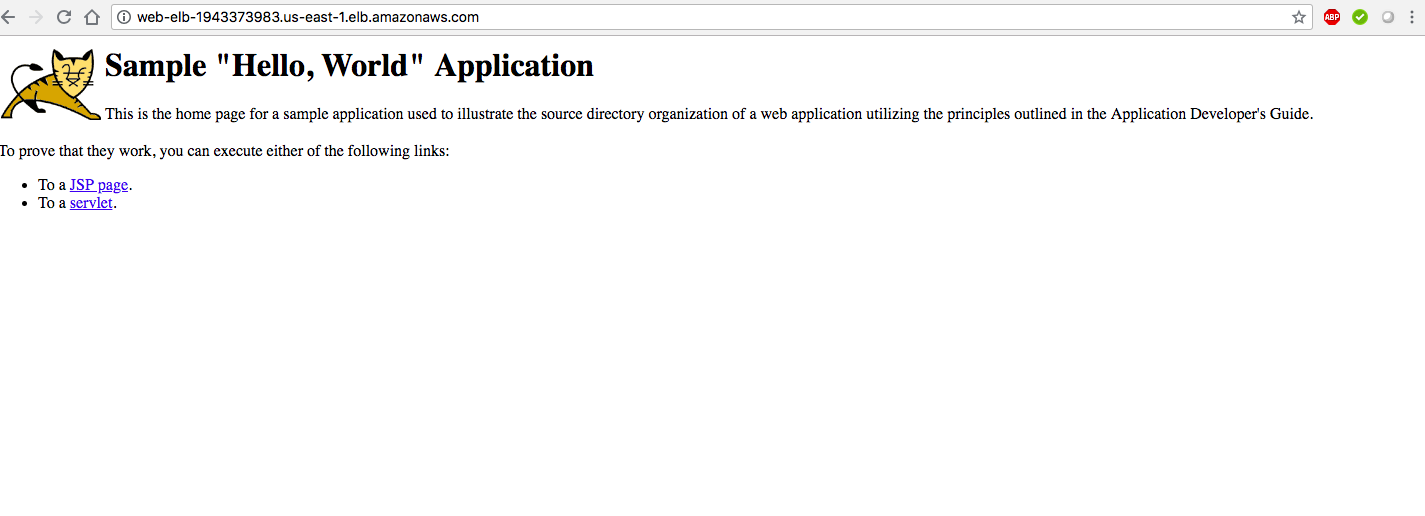 web-elb-1943373983.us-east-1.elb.amazonaws.com
ABP
Sample "Hello, World" Application
This is the home page for a sample application used to illustrate the source directory organization of a web application utilizing the principles outlined in the Application Developer's Guide.
To prove that they work, you can execute either of the following links:
• To a JSP page.
• To a servlet.